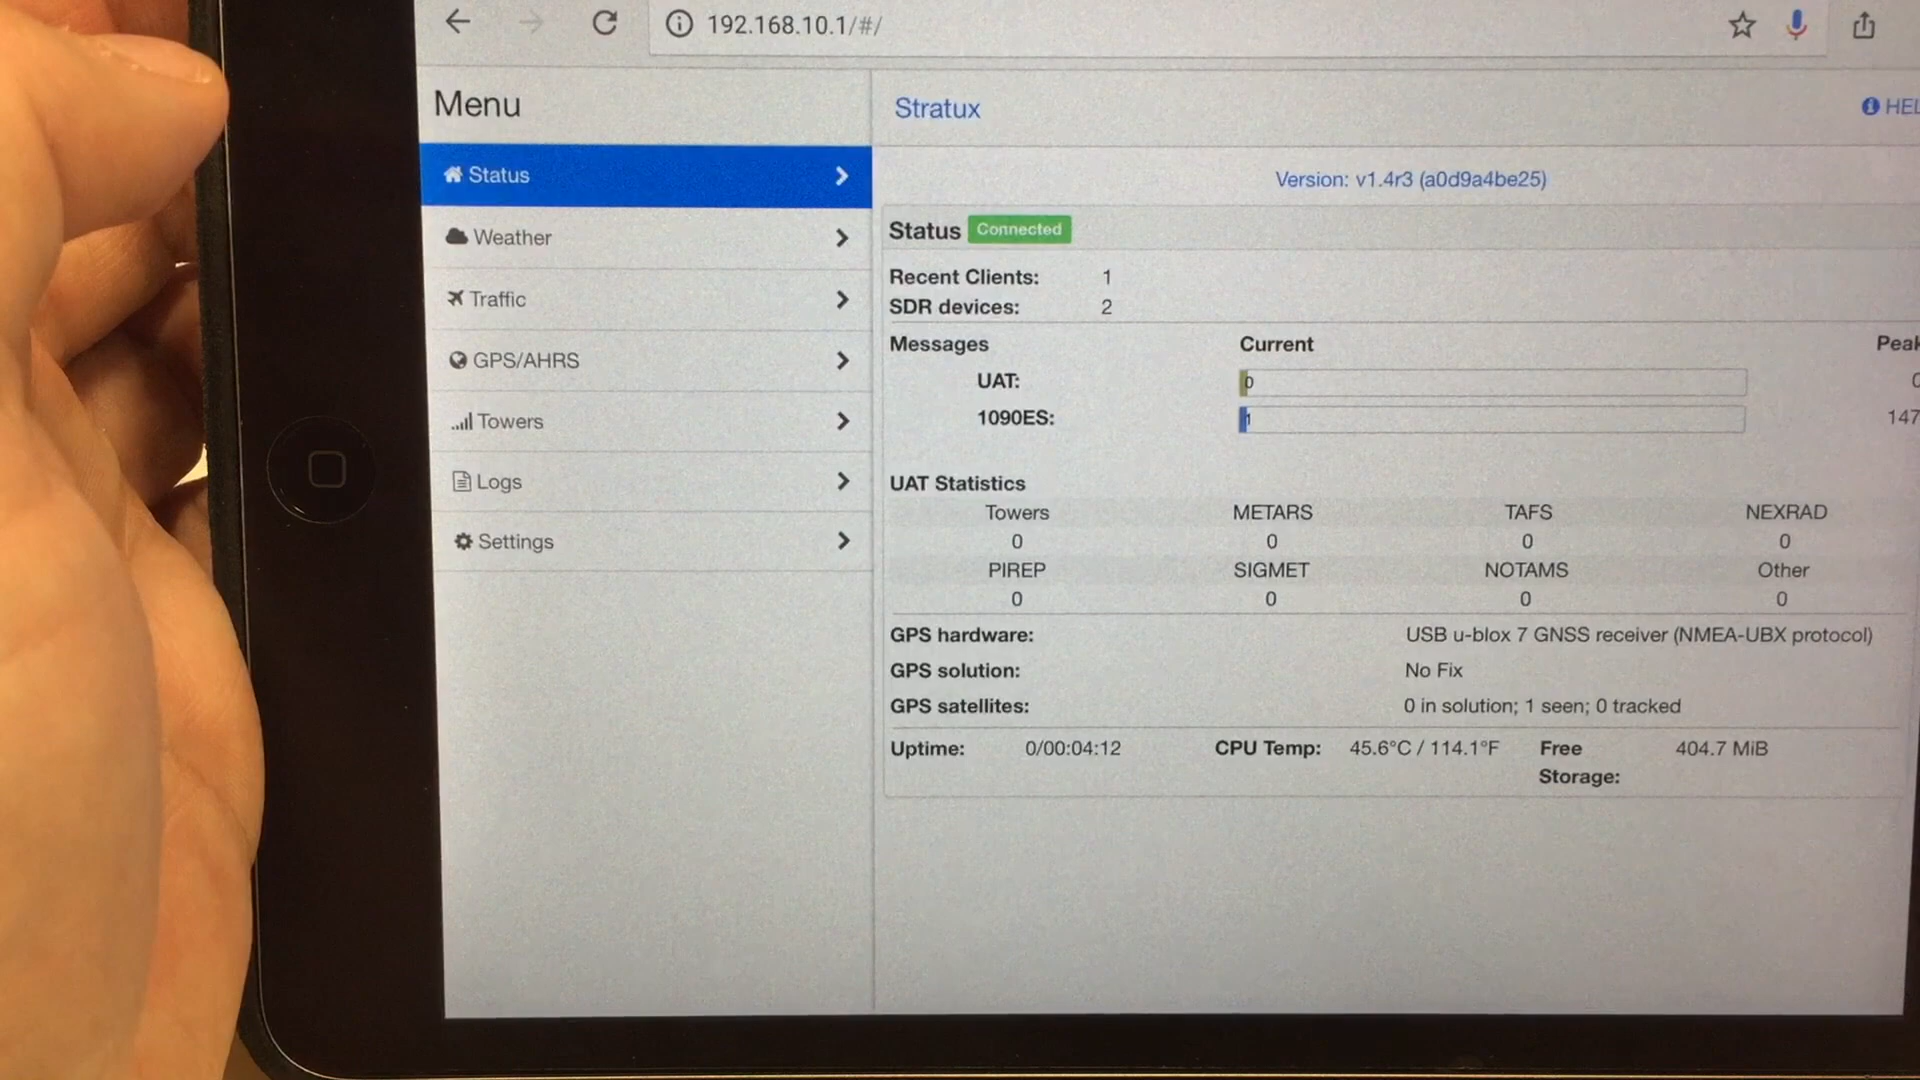 192.168.10.1/#/
Menu
Stratux
Status
Weather
Traffic
GPS/AHRS
Towers
Logs
Settings
Version: v1.4r3 (a0d9a4be25)
Status Connected
Recent Clients: 1
SDR devices: 2
Messages Current
UAT: 0
1090ES: 1 147
UAT Statistics
Towers METARS TAFS NEXRAD
0 0 0 0
PIREP SIGMET NOTAMS Other
0 0 0 0
GPS hardware: USB u-blox 7 GNSS receiver (NMEA-UBX protocol)
GPS solution: No Fix
GPS satellites: 0 in solution; 1 seen; 0 tracked
Uptime: 0/00:04:12 CPU Temp: 45.6°C / 114.1°F Free 404.7 MiB
Storage: